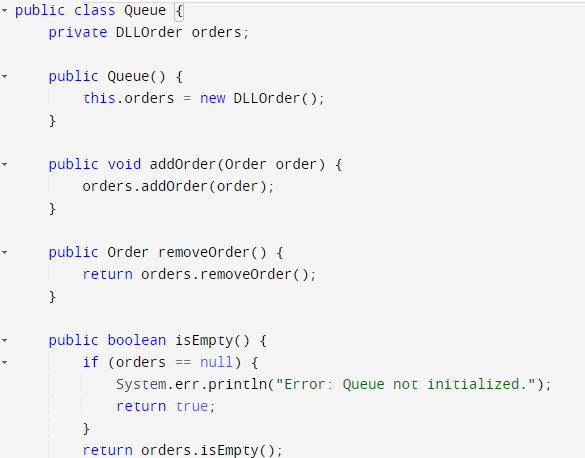 public class Queue {
    private DLLOrder orders;
    public Queue() {
        this.orders = new DLLOrder();
    }
    public void addOrder(Order order) {
        orders.addOrder(order);
    }
    public Order removeOrder() {
        return orders.removeOrder();
    }
    public boolean isEmpty() {
        if (orders == null) {
            System.err.println("Error: Queue not initialized.");
            return true;
        }
        return orders.isEmpty();